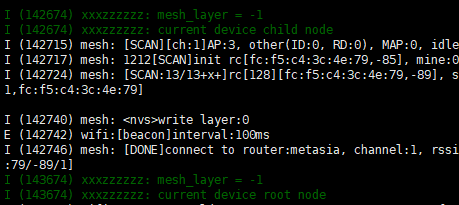 I (142674) xxxzzzzzz: mesh_layer = -1
I (142674) xxxzzzzzz: current device child node
I (142715) mesh: [SCAN][ch:1]AP:3, other(ID:0, RD:0), MAP:0, idle
I (142717) mesh: 1212[SCAN]init rc[fc:f5:c4:3c:4e:79,-85], mine:0
I (142724) mesh: [SCAN:13/13+x+]rc[128][fc:f5:c4:3c:4e:79,-89], s
1,fc:f5:c4:3c:4e:79]
I (142740) mesh: <nvs>write layer:0
E (142742) wifi:[beacon]interval:100ms
I (142746) mesh: [DONE]connect to router:metasia, channel:1, rssi
:79/-89/1]
I (143674) xxxzzzzzz: mesh_layer = -1
I (143674) xxxzzzzzz: current device root node